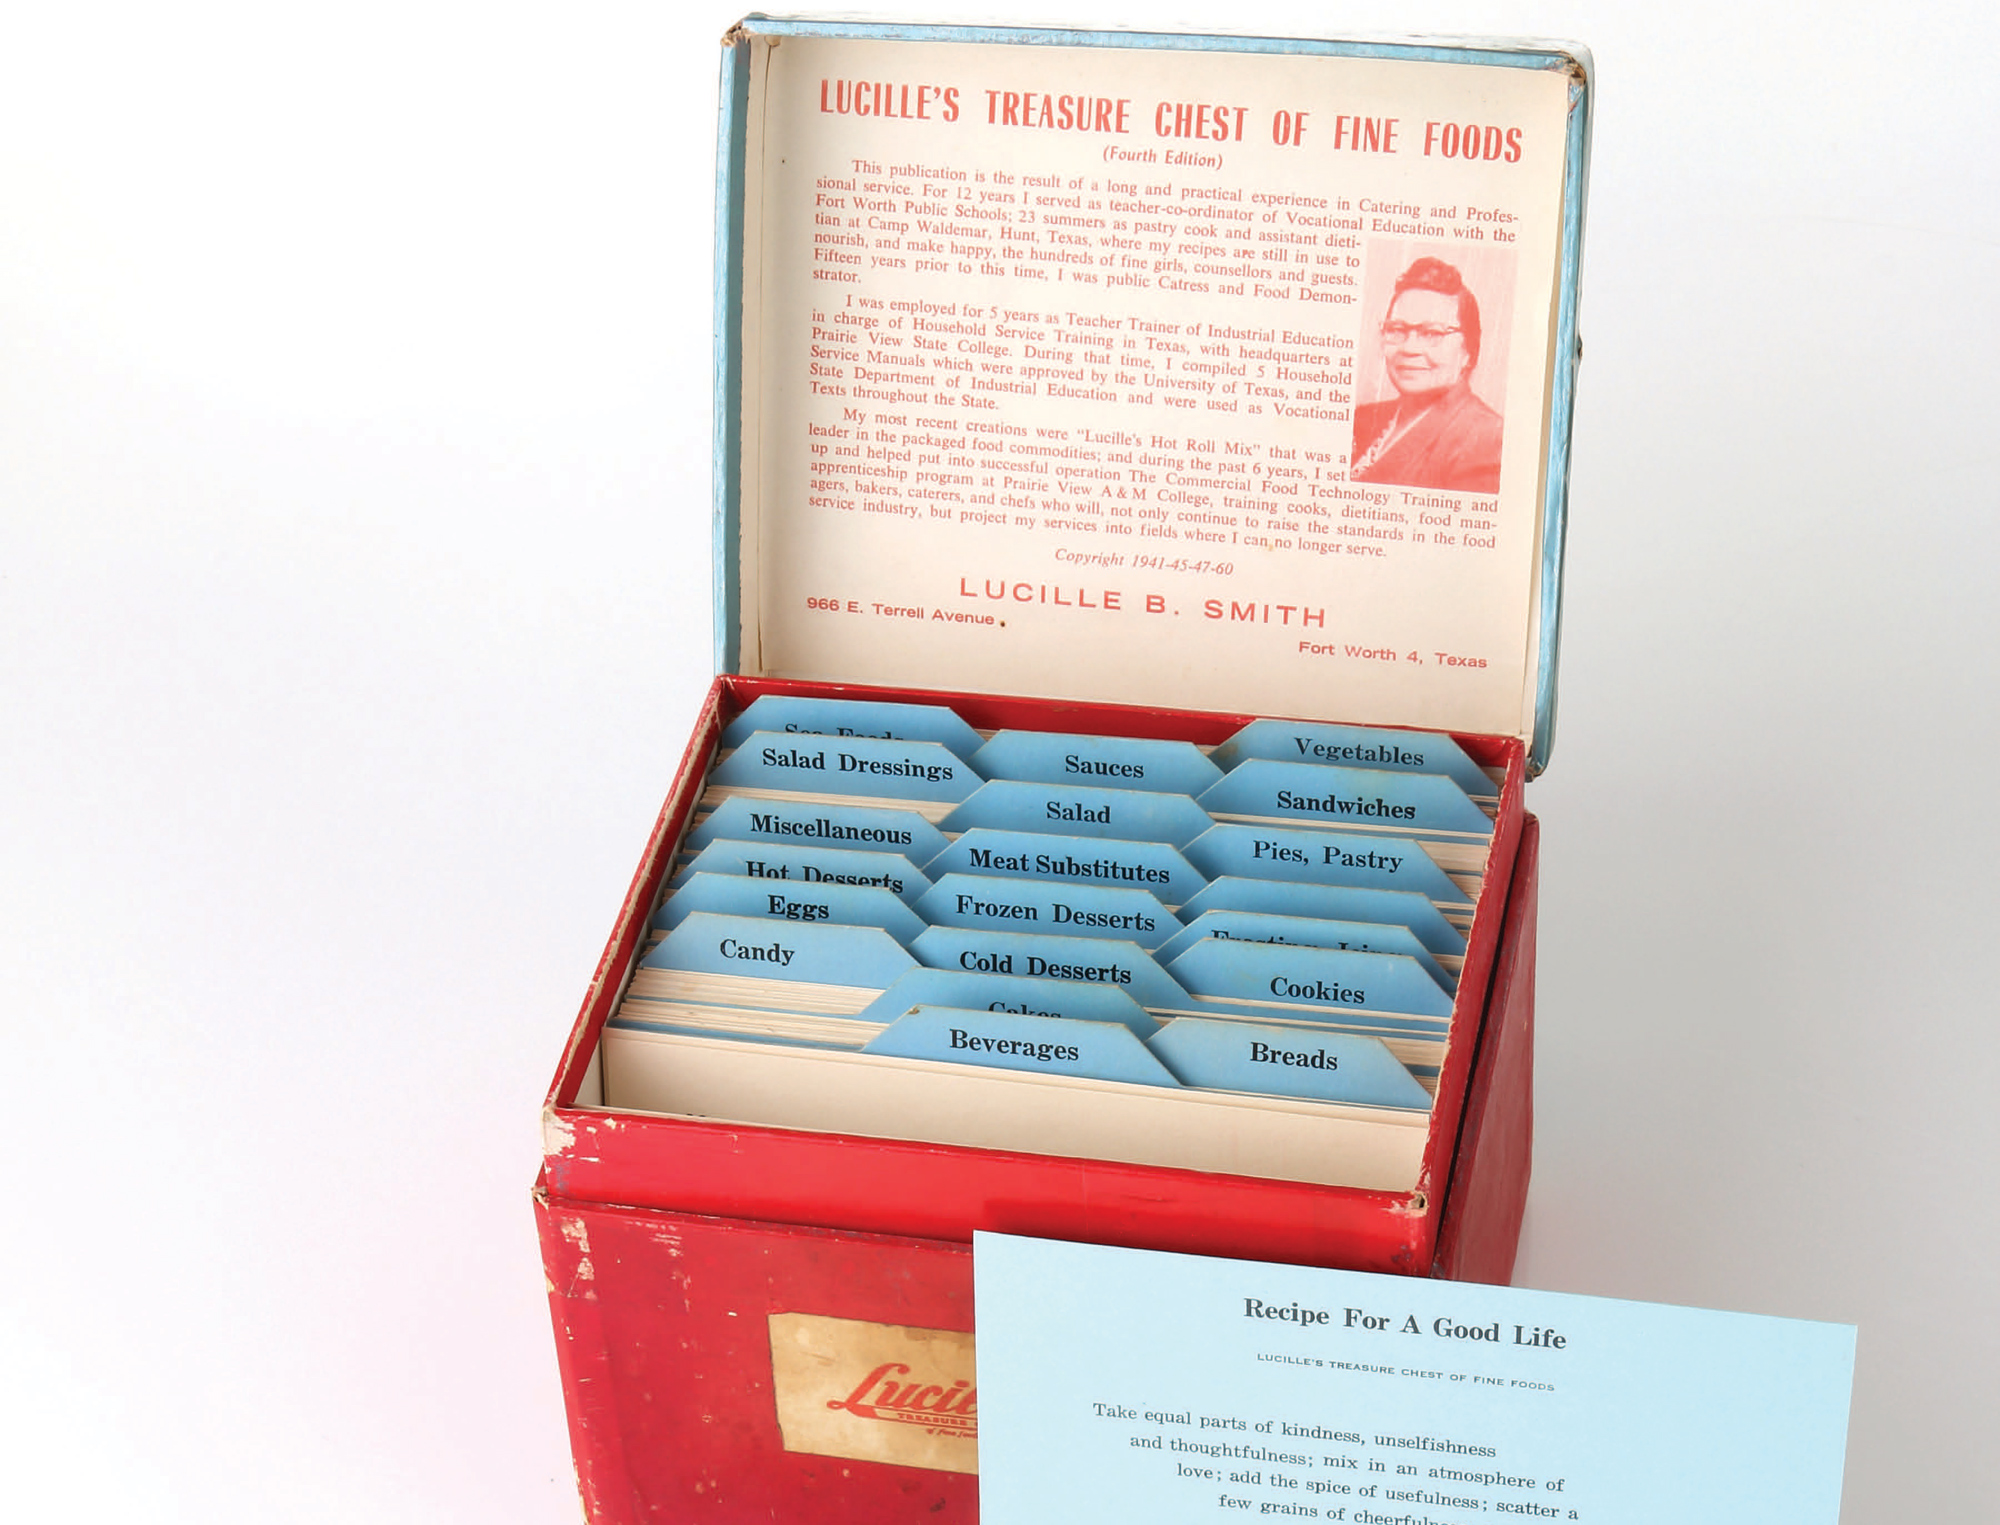 LUCILLE'S TREASURE CHEST OF FINE FOODS
(Fourth Edition)
This publication is the result of a long and practical experience in Catering and Profes-
sional service. For 12 years I served as teacher-co-ordinator of Vocational Education with the
Fort Worth Public Schools; 23 summers as pastry cook and assistant dieti-
tian at Camp Waldemar, Hunt, Texas, where my recipes are still in use to
nourish, and make happy, the hundreds of fine girls, counsellors and guests.
Fifteen years prior to this time, I was public Catress and Food Demon-
strator.
I was employed for 5 years as Teacher Trainer of Industrial Education
in charge of Household Service Training in Texas, with headquarters at
Prairie View State College. During that time, I compiled 5 Household
Service Manuals which were approved by the University of Texas, and the
State Department of Industrial Education and were used as Vocational
Texts throughout the State.
My most recent creations were "Lucille's Hot Roll Mix" that was a
leader in the packaged food commodities; and during the past 6 years, I set
up and helped put into successful operation The Commercial Food Technology Training and
apprenticeship program at Prairie View A & M College, training cooks, dietitians, food man-
agers, bakers, caterers, and chefs who will, not only continue to raise the standards in the food
service industry, but project my services into fields where I can no longer serve.
Copyright 1941-45-47-60
LUCILLE B. SMITH
966 E. Terrell Avenue
Fort Worth 4, Texas
Sea Foods
Vegetables
Salad Dressings
Sauces
Sandwiches
Salad
Miscellaneous
Pies, Pastry
Meat Substitutes
Hot Desserts
Eggs
Frozen Desserts
Candy
Cold Desserts
Cookies
Cakes
Beverages
Breads
TREASURE
Recipe For A Good Life
LUCILLE'S TREASURE CHEST OF FINE FOODS
Take equal parts of kindness, unselfishness
and thoughtfulness; mix in an atmosphere of
love; add the spice of usefulness; scatter a
few grains of